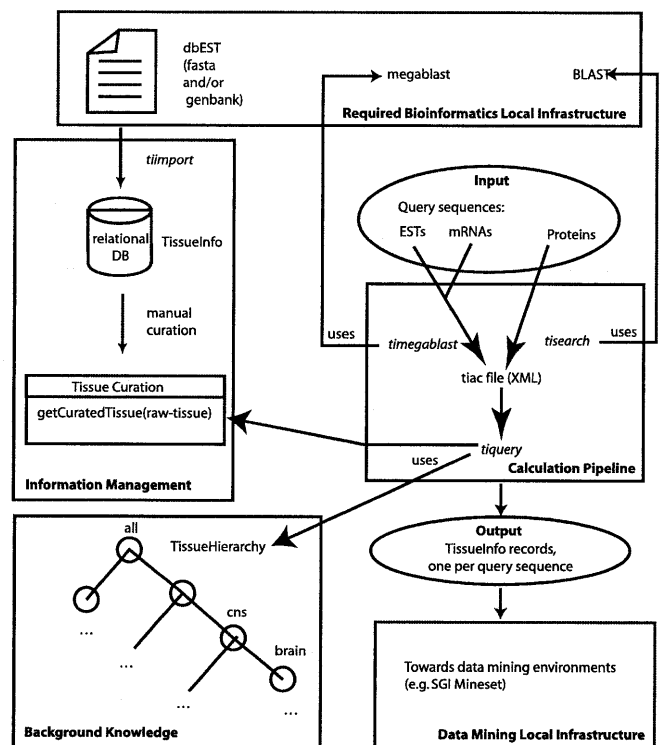 dbEST
(fasta
and/or
genbank)
megablast
BLAST
Required Bioinformatics Local Infrastructure
tiimport
relational
DB
TissueInfo
manual
curation
Tissue Curation
getCuratedTissue(raw-tissue)
Information Management
Input
Query sequences:
ESTs
mRNAs
Proteins
uses
timegablast
tisearch
uses
tiac file (XML)
tiquery
uses
Calculation Pipeline
Output
TissueInfo records,
one per query sequence
all
TissueHierarchy
...
cns
...
brain
...
...
Background Knowledge
Towards data mining environments
(e.g. SGI Mineset)
Data Mining Local Infrastructure